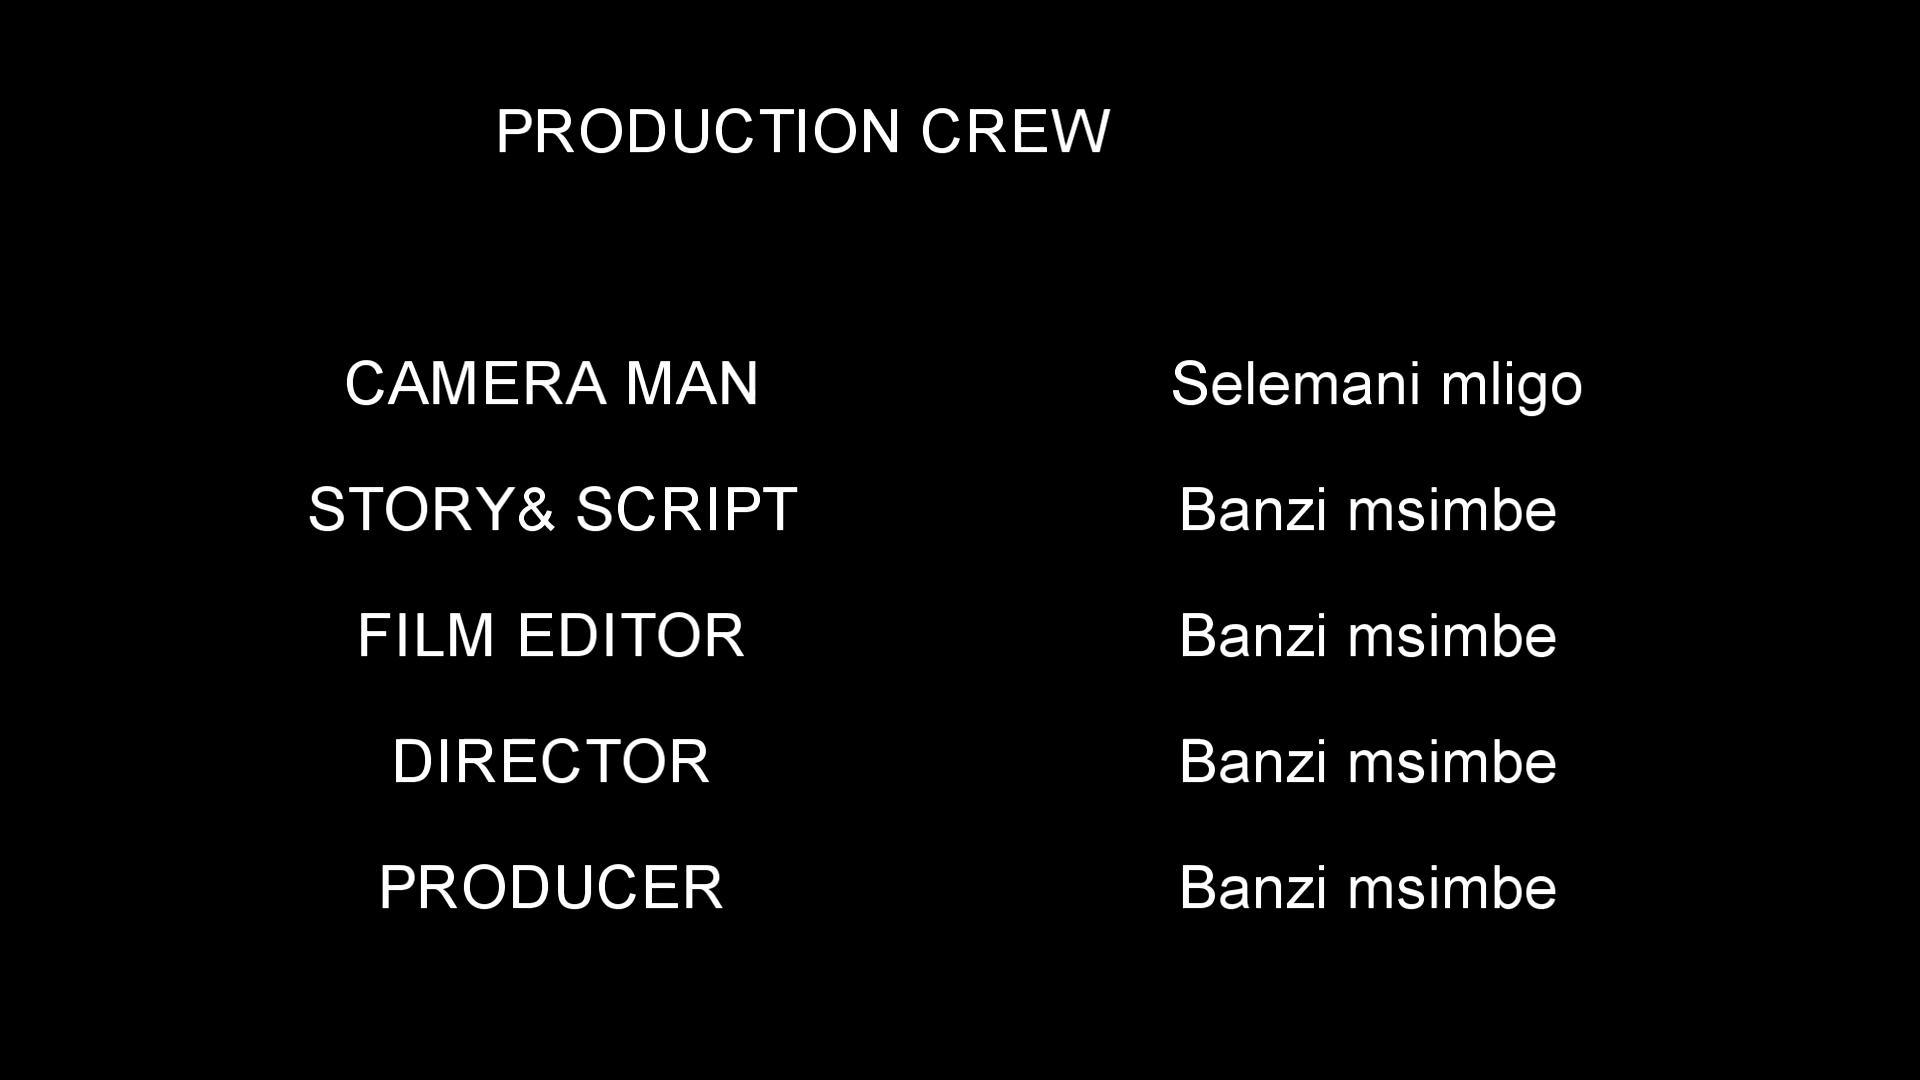 PRODUCTION CREW
CAMERA MAN Selemani mligo
STORY& SCRIPT Banzi msimbe
FILM EDITOR Banzi msimbe
DIRECTOR Banzi msimbe
PRODUCER Banzi msimbe